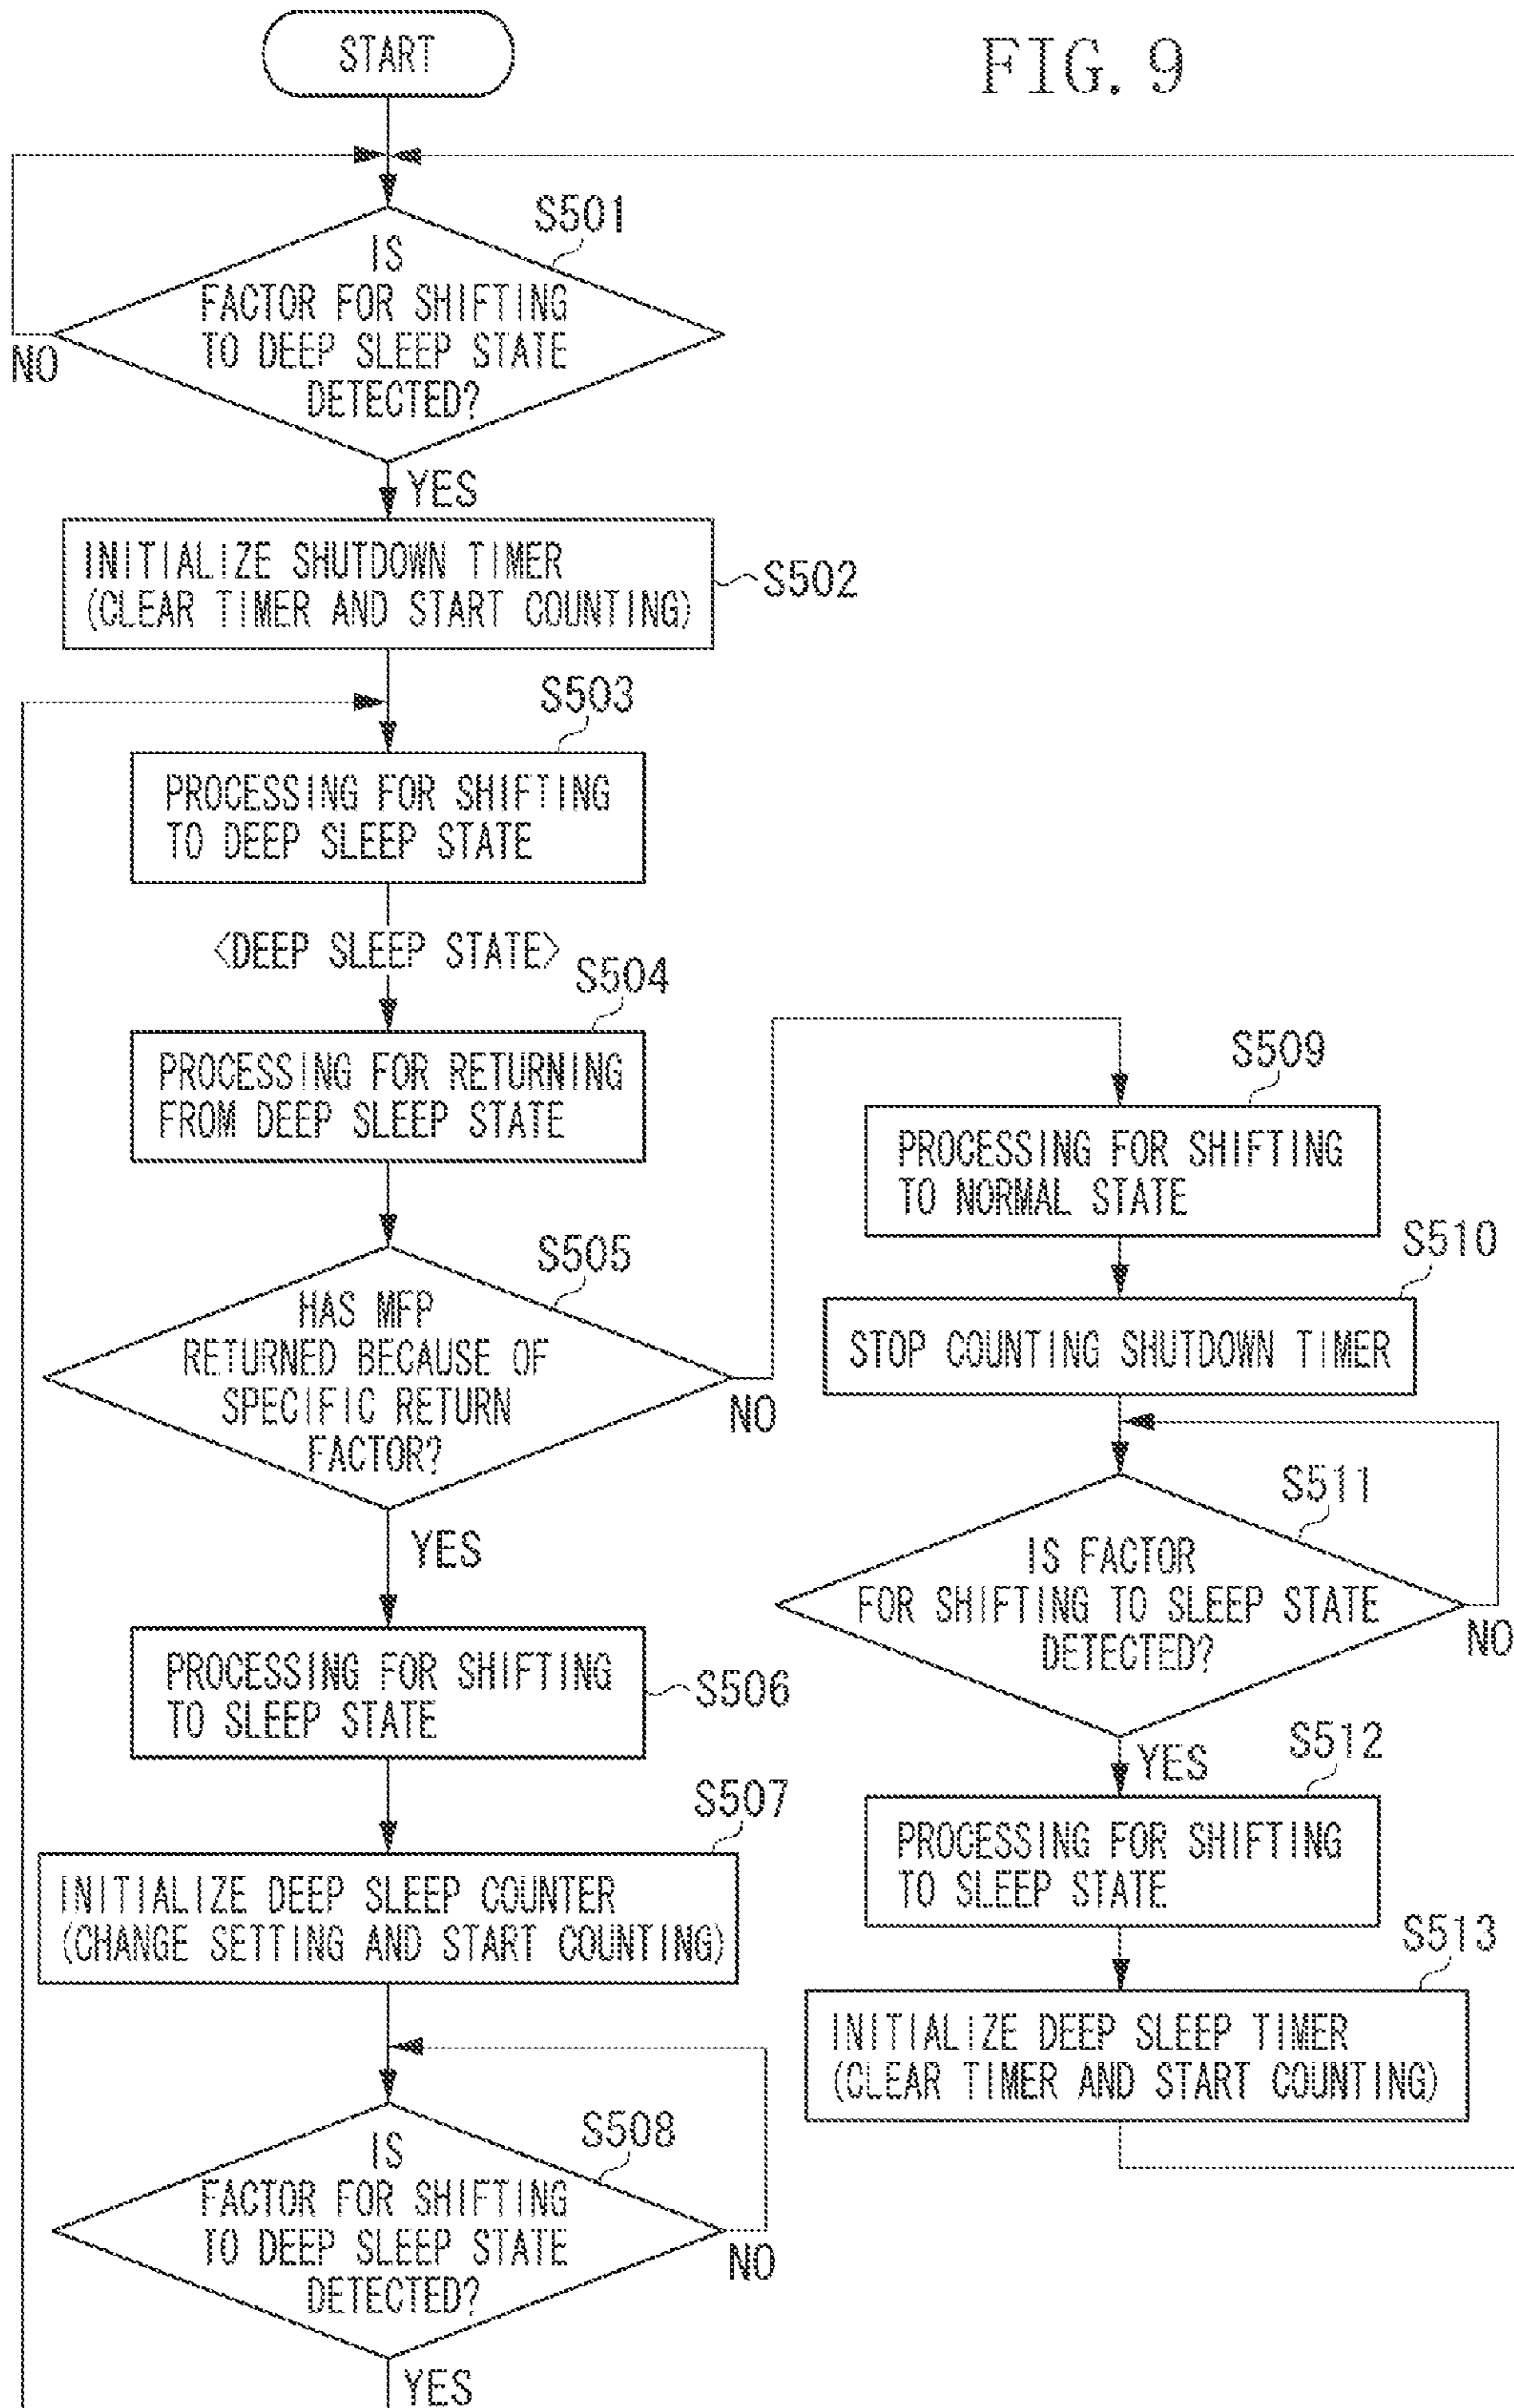 FIG. 9
START
S501
IS
FACTOR FOR SHIFTING
TO DEEP SLEEP STATE
DETECTED?
NO
YES
INITIALIZE SHUTDOWN TIMER
(CLEAR TIMER AND START COUNTING)
S502
S503
PROCESSING FOR SHIFTING
TO DEEP SLEEP STATE
<DEEP SLEEP STATE>
S504
PROCESSING FOR RETURNING
FROM DEEP SLEEP STATE
S505
HAS MFP
RETURNED BECAUSE OF
SPECIFIC RETURN
FACTOR?
NO
YES
PROCESSING FOR SHIFTING
TO SLEEP STATE
S506
S507
INITIALIZE DEEP SLEEP COUNTER
(CHANGE SETTING AND START COUNTING)
S508
IS
FACTOR FOR SHIFTING
TO DEEP SLEEP STATE
DETECTED?
NO
YES
S509
PROCESSING FOR SHIFTING
TO NORMAL STATE
S510
STOP COUNTING SHUTDOWN TIMER
S511
IS FACTOR
FOR SHIFTING TO SLEEP STATE
DETECTED?
NO
YES
S512
PROCESSING FOR SHIFTING
TO SLEEP STATE
S513
INITIALIZE DEEP SLEEP TIMER
(CLEAR TIMER AND START COUNTING)